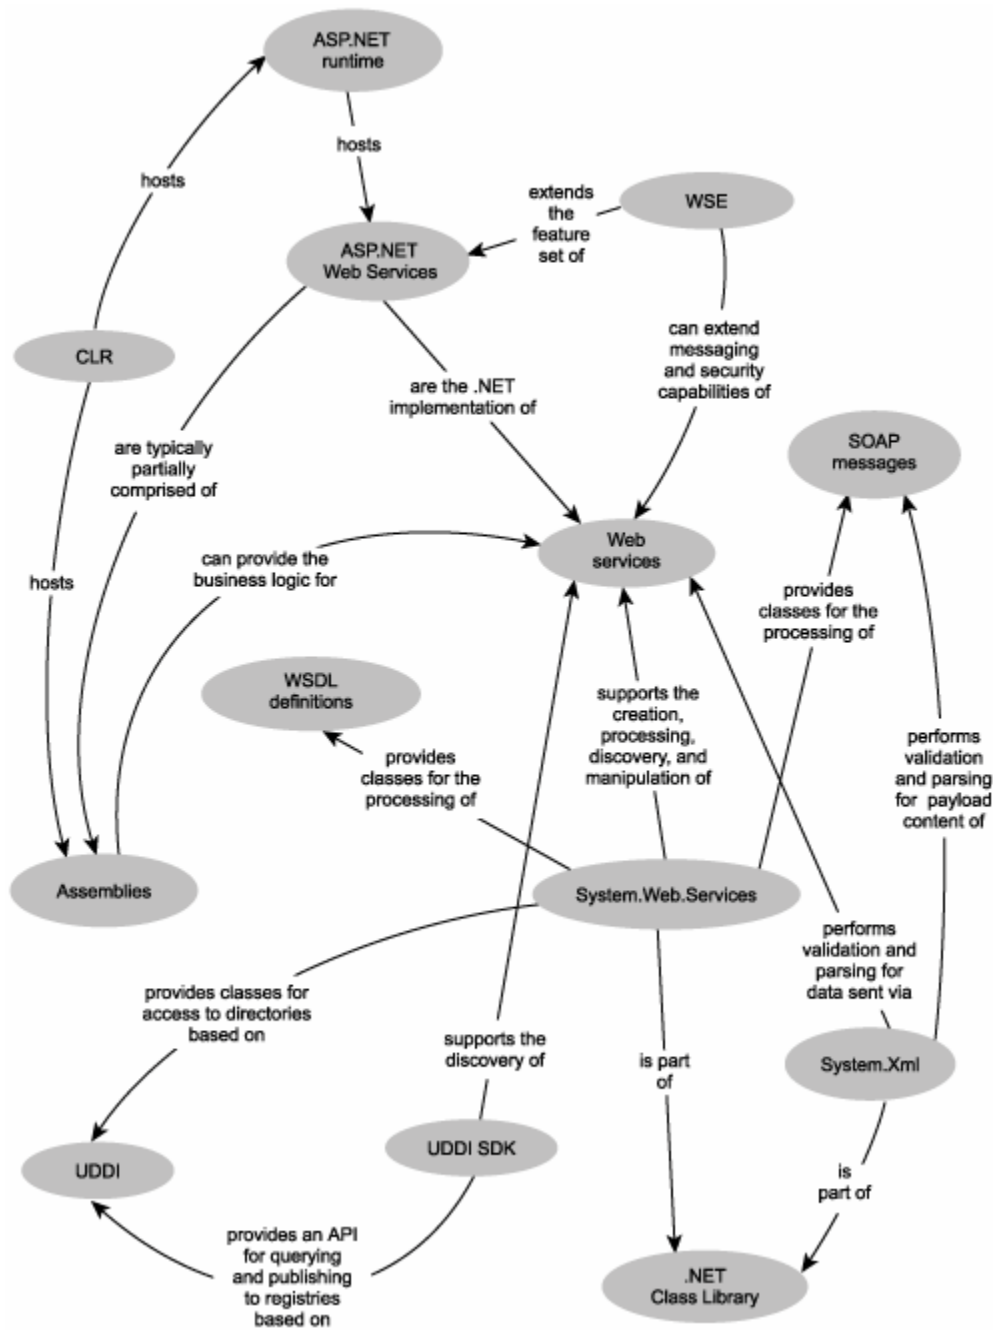 ASP.NET
runtime
hosts
hosts
WSE
extends
the
feature
set of
ASP.NET
Web Services
CLR
can extend
messaging
and security
capabilities of
are the .NET
implementation of
are typically
partially
comprised of
SOAP
messages
Web
services
can provide the
business logic for
hosts
provides
classes for the
processing of
WSDL
definitions
supports the
creation,
processing,
discovery, and
manipulation of
performs
validation
and parsing
for payload
content of
provides
classes for the
processing of
Assemblies
System.Web.Services
performs
validation and
parsing for
data sent via
provides classes for
access to directories
based on
supports the
discovery of
is part
of
System.Xml
UDDI
UDDI SDK
is
part of
provides an API
for querying
and publishing
to registries
based on
.NET
Class Library